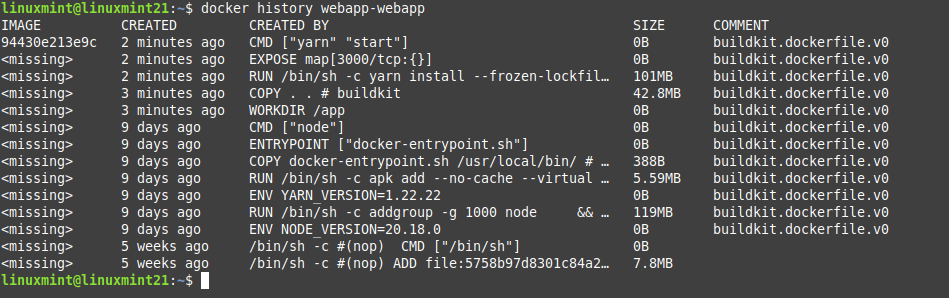 linuxmint@linuxmint21:~$ docker history webapp-webapp
IMAGE CREATED CREATED BY SIZE COMMENT
94430e213e9c 2 minutes ago CMD ["yarn" "start"] 0B buildkit.dockerfile.v0
<missing> 2 minutes ago EXPOSE map[3000/tcp:{}] 0B buildkit.dockerfile.v0
<missing> 2 minutes ago RUN /bin/sh -c yarn install --frozen-lockfil… 101MB buildkit.dockerfile.v0
<missing> 3 minutes ago COPY . . # buildkit 42.8MB buildkit.dockerfile.v0
<missing> 3 minutes ago WORKDIR /app 0B buildkit.dockerfile.v0
<missing> 9 days ago CMD ["node"] 0B buildkit.dockerfile.v0
<missing> 9 days ago ENTRYPOINT ["docker-entrypoint.sh"] 0B buildkit.dockerfile.v0
<missing> 9 days ago COPY docker-entrypoint.sh /usr/local/bin/ # … 388B buildkit.dockerfile.v0
<missing> 9 days ago RUN /bin/sh -c apk add --no-cache --virtual … 5.59MB buildkit.dockerfile.v0
<missing> 9 days ago ENV YARN_VERSION=1.22.22 0B buildkit.dockerfile.v0
<missing> 9 days ago RUN /bin/sh -c addgroup -g 1000 node && … 119MB buildkit.dockerfile.v0
<missing> 9 days ago ENV NODE_VERSION=20.18.0 0B buildkit.dockerfile.v0
<missing> 5 weeks ago /bin/sh -c #(nop) CMD ["/bin/sh"] 0B
<missing> 5 weeks ago /bin/sh -c #(nop) ADD file:5758b97d8301c84a2… 7.8MB
linuxmint@linuxmint21:~$